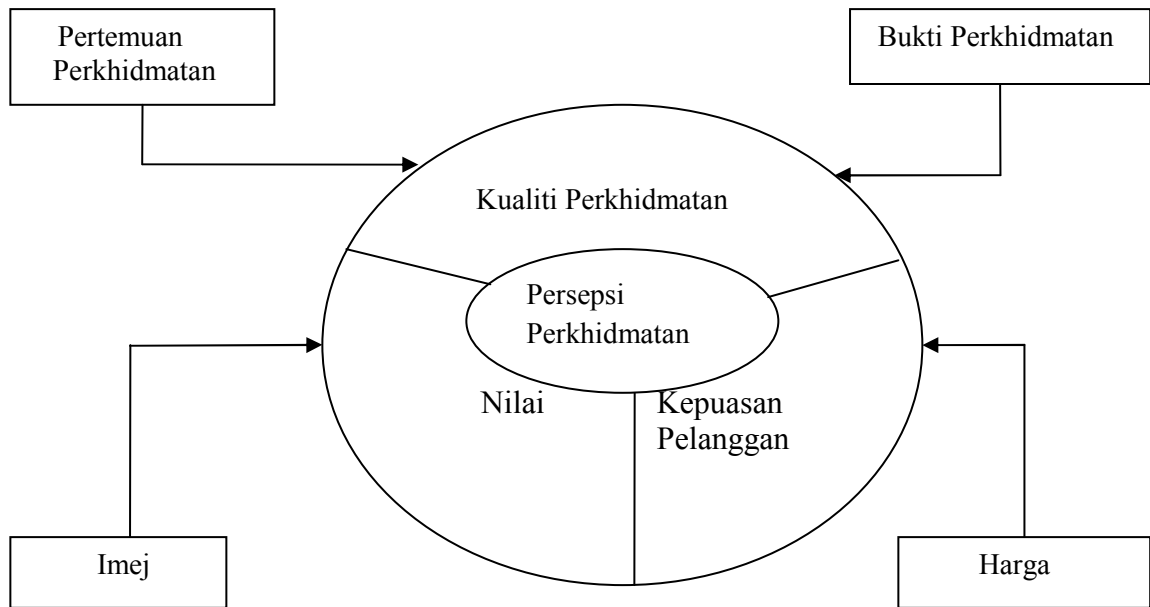 Pertemuan
Perkhidmatan
Bukti Perkhidmatan
Kualiti Perkhidmatan
Persepsi
Perkhidmatan
Nilai
Kepuasan
Pelanggan
Imej
Harga